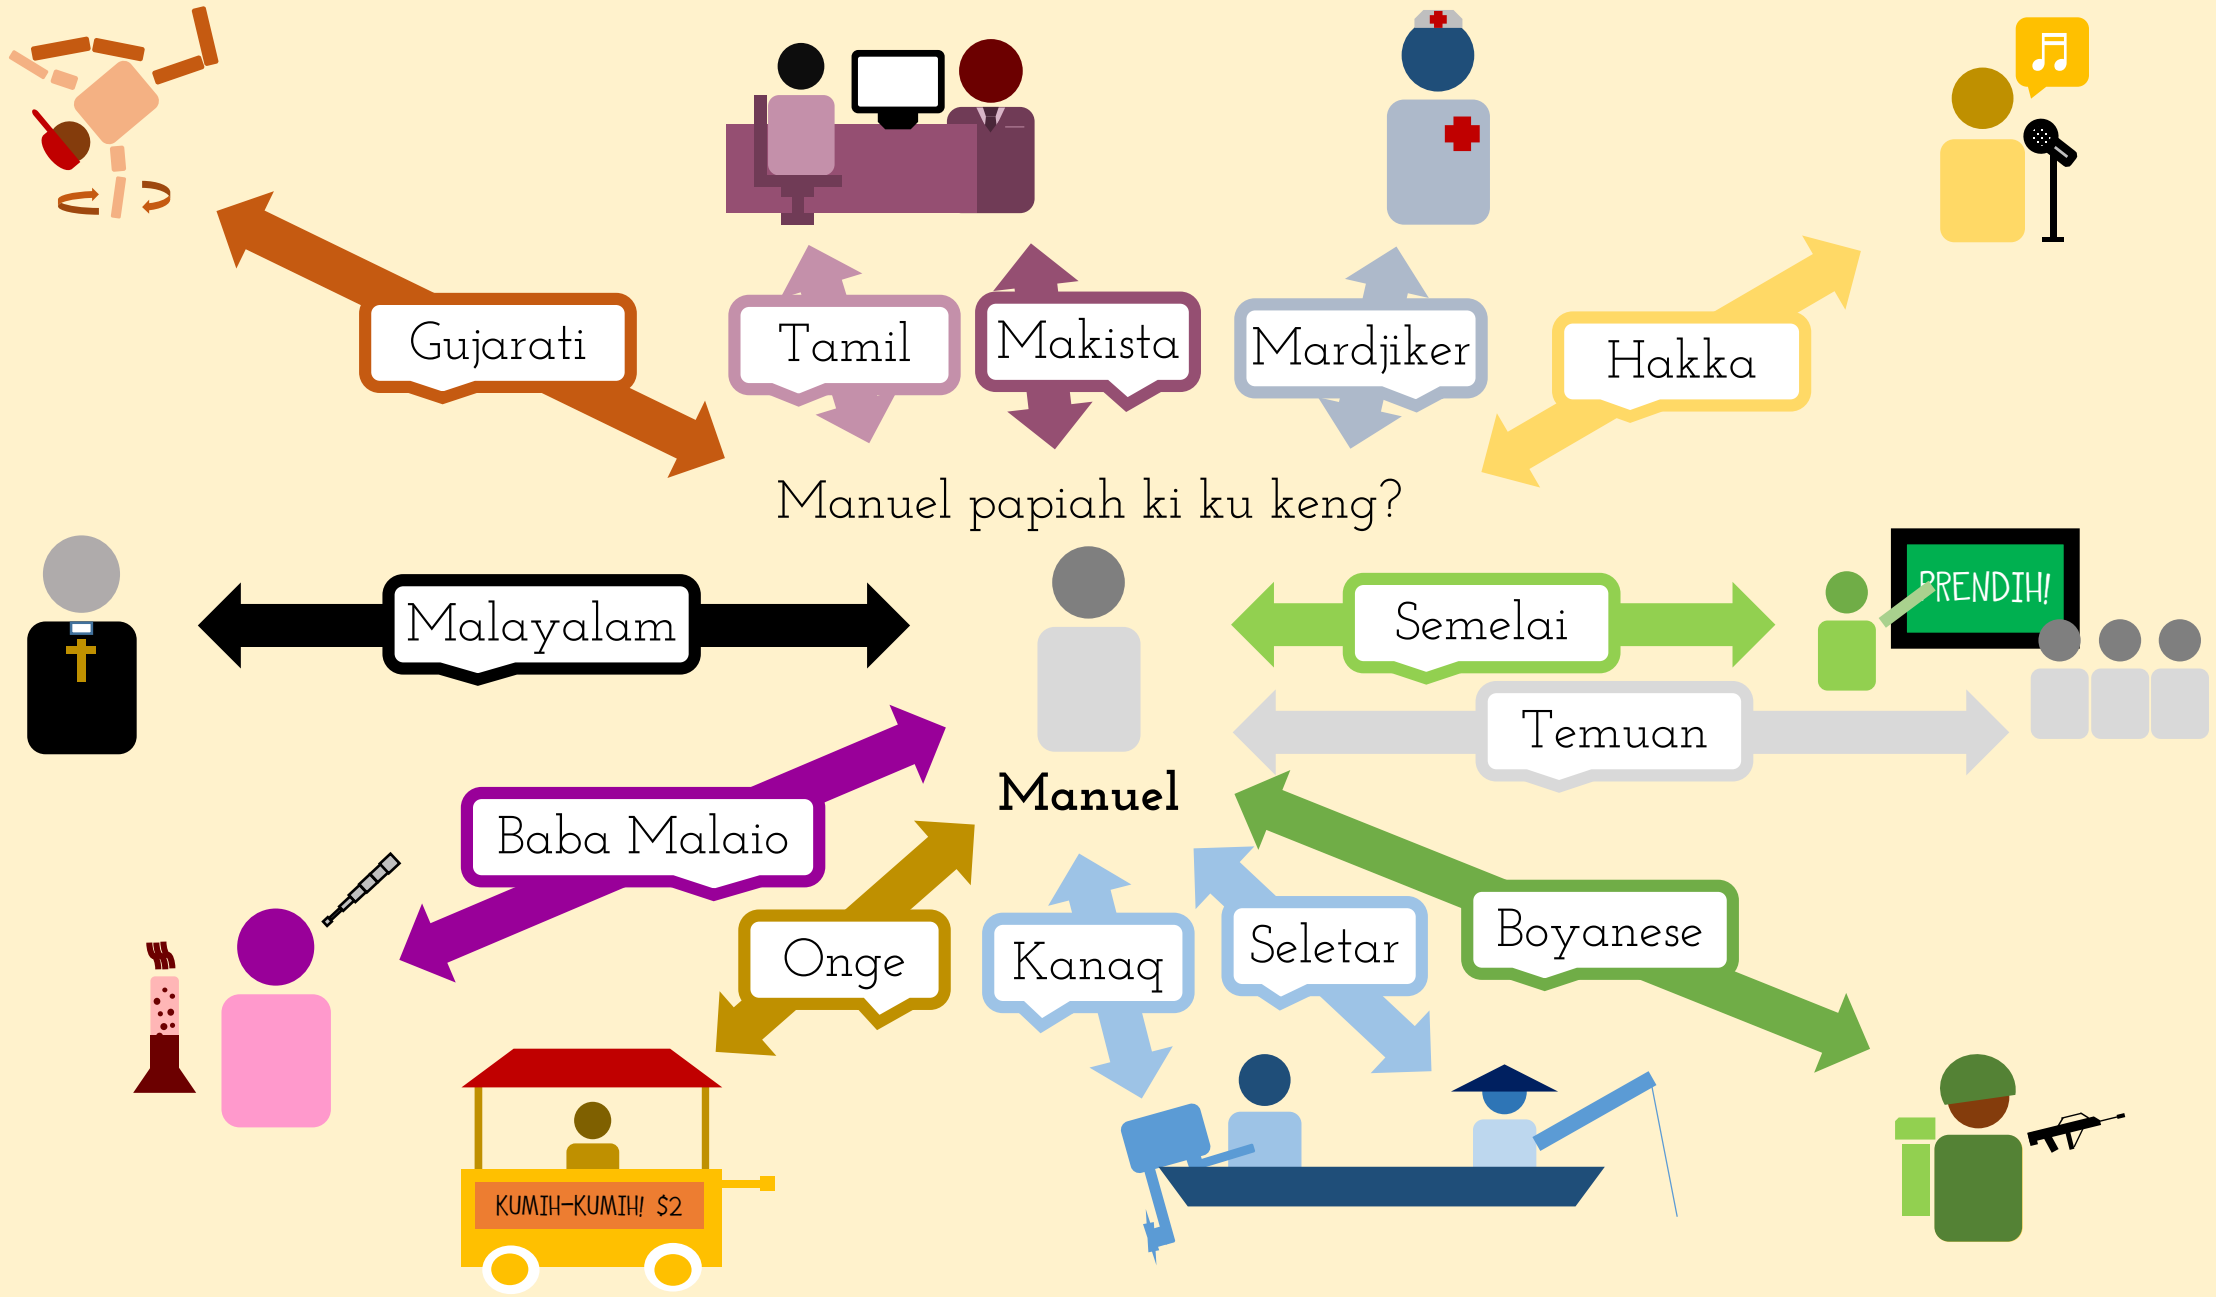 Gujarati
Tamil
Makista
Mardjiker
Hakka
Manuel papiah ki ku keng?
Malayalam
Semelai
PRENDIH!
Temuan
Manuel
Baba Malaio
Onge
Kanaq
Seletar
Boyanese
KUMIH-KUMIH! $2